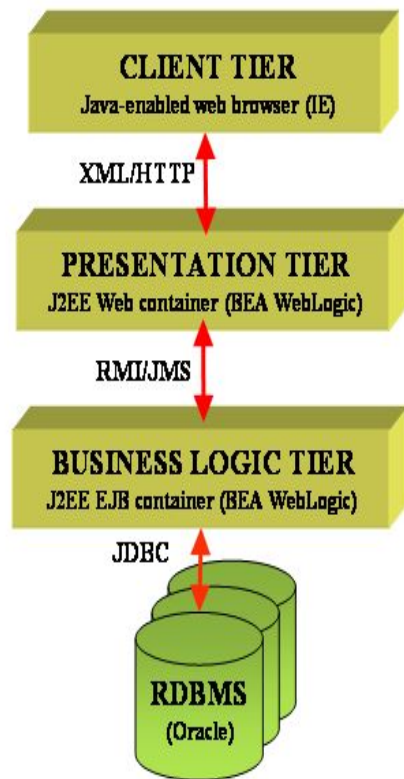 CLIENT TIER
Java-enabled web browser (IE)
XML/HTTP
PRESENTATION TIER
J2EE Web container (BEA WebLogic)
RMI/JMS
BUSINESS LOGIC TIER
J2EE EJB container (BEA WebLogic)
JDBC
RDBMS
(Oracle)